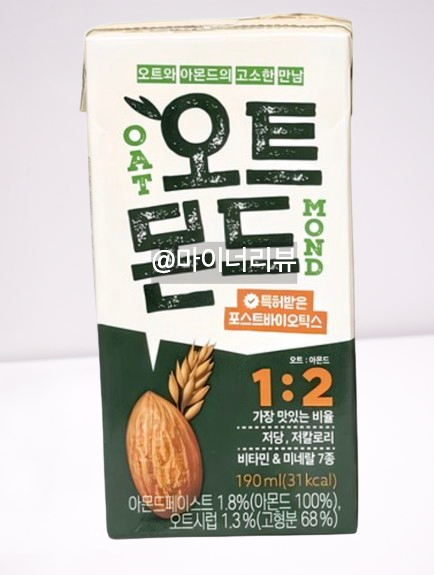 오트와 아몬드의 고소한 만남
OAT
오트
몬드
MOND
@마이너리뷰
특허받은
포스트바이오틱스
오트 : 아몬드
1:2
가장 맛있는 비율
저당, 저칼로리
비타민 & 미네랄 7종
190ml(31kcal)
아몬드페이스트 1.8%(아몬드 100%),
오트시럽 1.3%(고형분 68%)